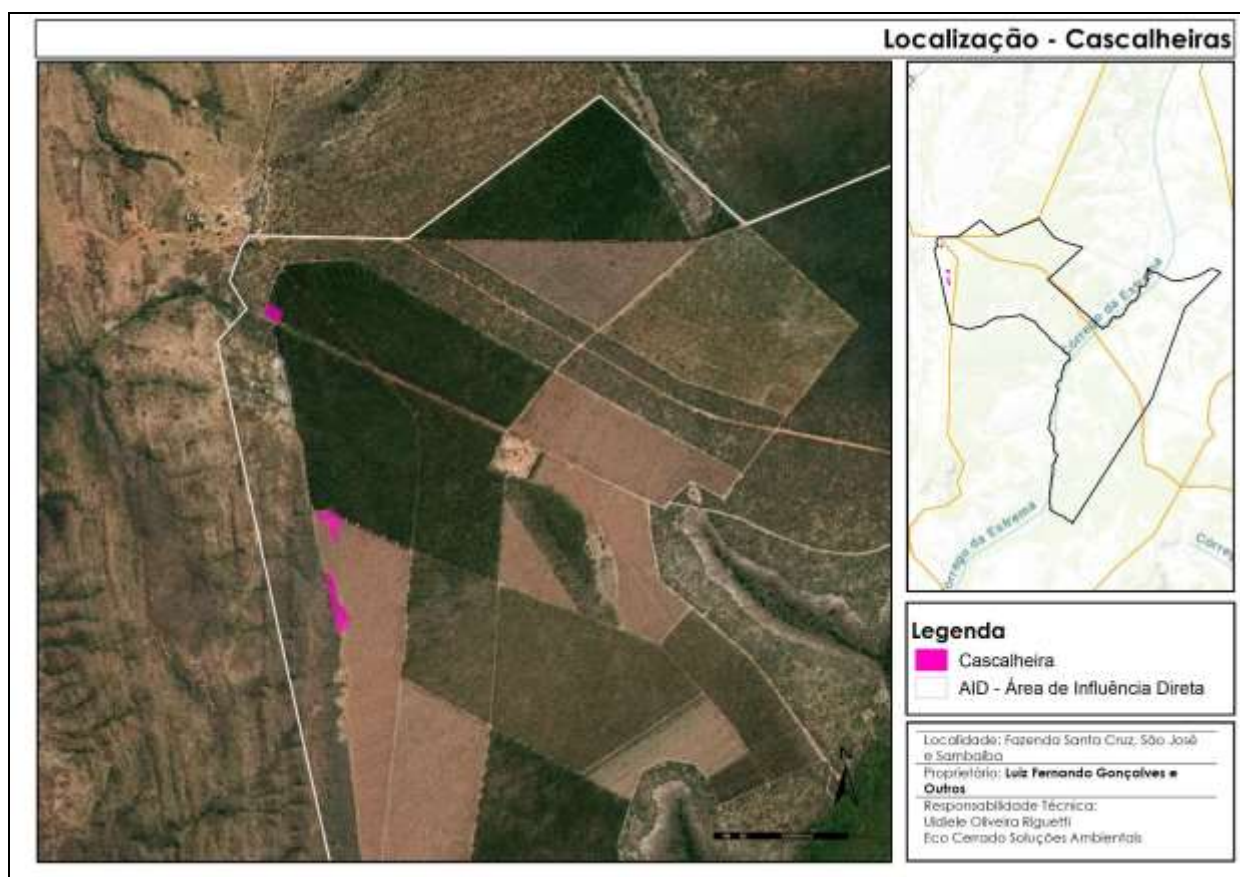 Localização - Cascalheiras
Córrego da Estrema
Córrego da Estrema
Legenda
Cascalheira
AID - Área de Influência Direta
Localidade: Fazenda Santa Cruz, São José
e Sambaíba
Proprietário: Luiz Fernando Gonçalves e
Outros
Responsabilidade Técnica:
Eco Cerrado Soluções Ambientais